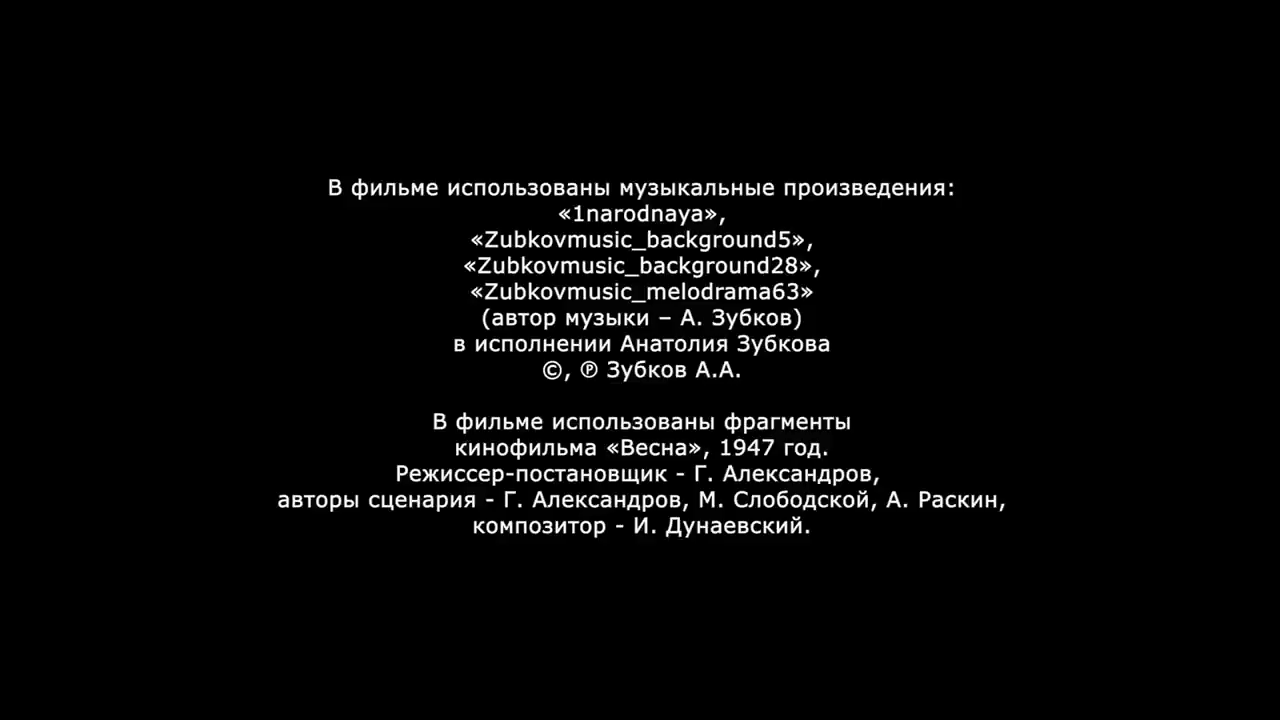 В фильме использованы музыкальные произведения:
«1narodnaya»,
«Zubkovmusic_background5»,
«Zubkovmusic_background28»,
«Zubkovmusic_melodrama63»
(автор музыки – А. Зубков)
в исполнении Анатолия Зубкова
©, ℗ Зубков А.А.
В фильме использованы фрагменты
кинофильма «Весна», 1947 год.
Режиссер-постановщик - Г. Александров,
авторы сценария - Г. Александров, М. Слободской, А. Раскин,
композитор - И. Дунаевский.